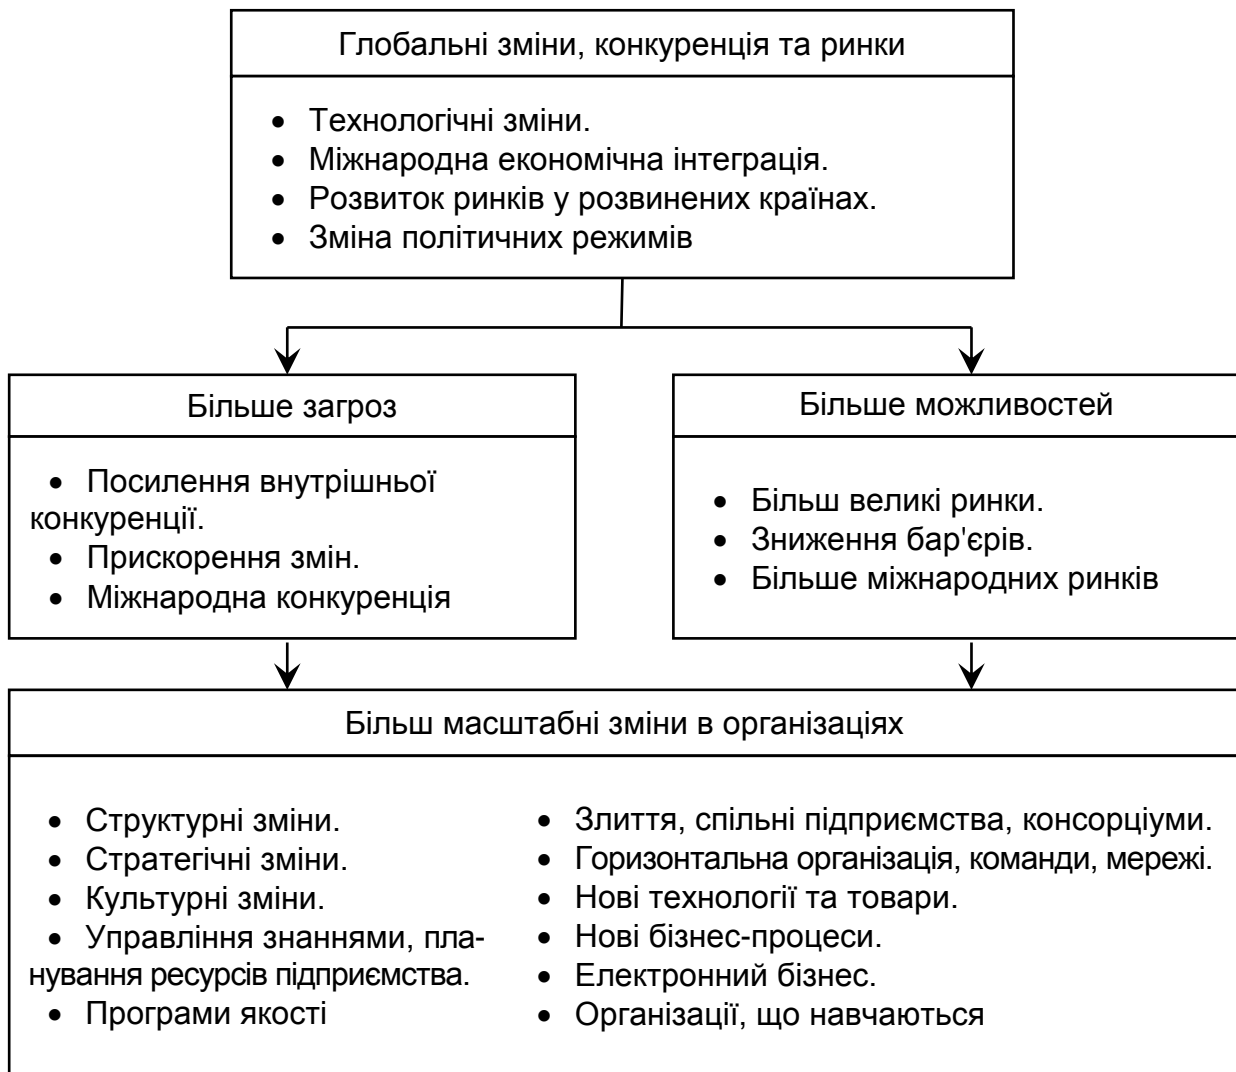 Глобальні зміни, конкуренція та ринки
• Технологічні зміни.
• Міжнародна економічна інтеграція.
• Розвиток ринків у розвинених країнах.
• Зміна політичних режимів
Більше загроз
• Посилення внутрішньої
конкуренції.
• Прискорення змін.
• Міжнародна конкуренція
Більше можливостей
• Більш великі ринки.
• Зниження бар'єрів.
• Більше міжнародних ринків
Більш масштабні зміни в організаціях
• Структурні зміни.
• Стратегічні зміни.
• Культурні зміни.
• Управління знаннями, пла-
нування ресурсів підприємства.
• Програми якості
• Злиття, спільні підприємства, консорціуми.
• Горизонтальна організація, команди, мережі.
• Нові технології та товари.
• Нові бізнес-процеси.
• Електронний бізнес.
• Організації, що навчаються